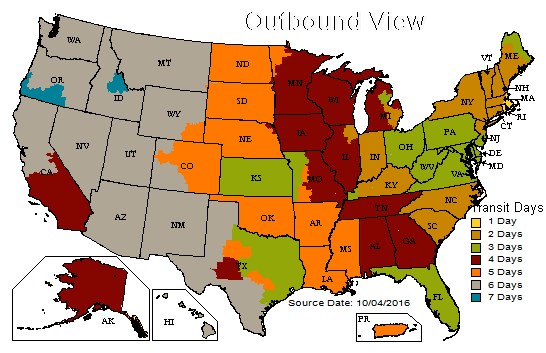 Outbound View
WA
MT
ND
MN
ME
VT
OR
ID
SD
WI
MI
NY
NH
MA
RI
CT
WY
NE
IA
PA
NJ
NV
UT
CO
KS
MO
IL
IN
OH
WV
VA
DE
MD
CA
KY
NC
AZ
NM
OK
AR
TN
SC
TX
LA
MS
AL
GA
FL
AK
HI
PR
Transit Days
1 Day
2 Days
3 Days
4 Days
5 Days
6 Days
7 Days
Source Date: 10/04/2016